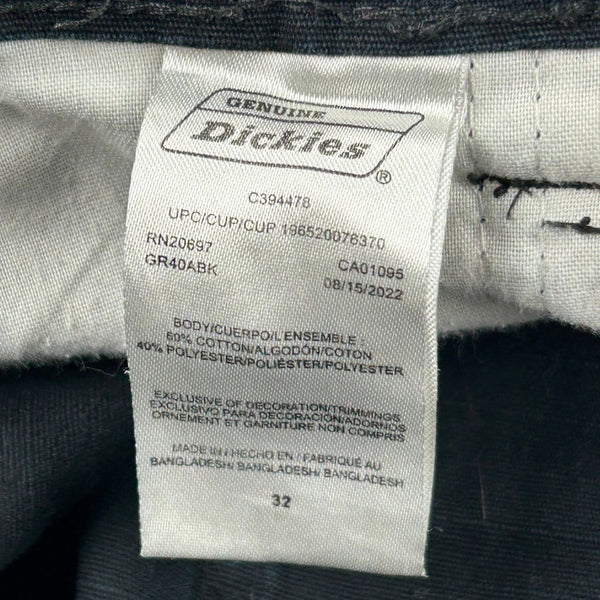 GENUINE
Dickies®
C394478
UPC/CUP/CUP 196520076370
RN20697 CA01095
GR40ABK 08/15/2022
BODY/CUERPO/L'ENSEMBLE
60% COTTON/ALGODÓN/COTON
40% POLYESTER/POLIÉSTER/POLYESTER
EXCLUSIVE OF DECORATION/TRIMMINGS
EXCLUSIVO PARA DECORACIÓN/ADORNOS
ORNEMENT ET GARNITURE NON COMPRIS
MADE IN / HECHO EN / FABRIQUÉ AU
BANGLADESH/ BANGLADESH/ BANGLADESH
32